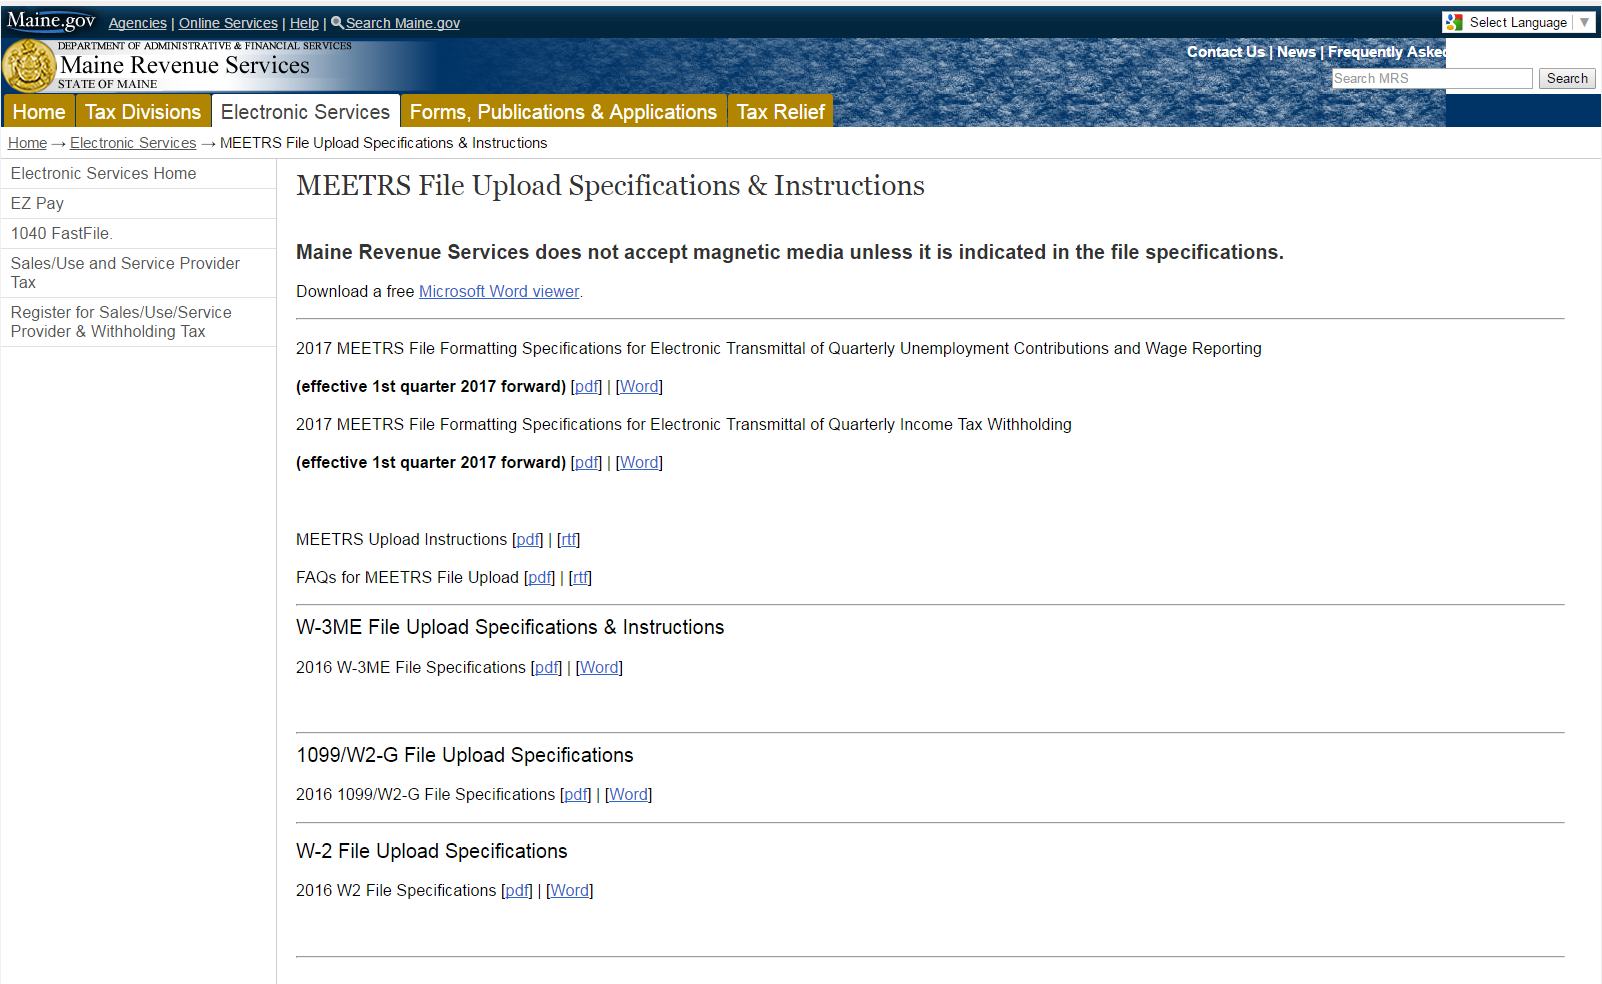 Maine.gov Agencies | Online Services | Help | Search Maine.gov
Select Language ▼
DEPARTMENT OF ADMINISTRATIVE & FINANCIAL SERVICES
Maine Revenue Services
STATE OF MAINE
Contact Us | News | Frequently Asked
Search MRS
Search
Home
Tax Divisions
Electronic Services
Forms, Publications & Applications
Tax Relief
Home → Electronic Services → MEETRS File Upload Specifications & Instructions
Electronic Services Home
EZ Pay
1040 FastFile.
Sales/Use and Service Provider
Tax
Register for Sales/Use/Service
Provider & Withholding Tax
MEETRS File Upload Specifications & Instructions
Maine Revenue Services does not accept magnetic media unless it is indicated in the file specifications.
Download a free Microsoft Word viewer.
2017 MEETRS File Formatting Specifications for Electronic Transmittal of Quarterly Unemployment Contributions and Wage Reporting
(effective 1st quarter 2017 forward) [pdf] | [Word]
2017 MEETRS File Formatting Specifications for Electronic Transmittal of Quarterly Income Tax Withholding
(effective 1st quarter 2017 forward) [pdf] | [Word]
MEETRS Upload Instructions [pdf] | [rtf]
FAQs for MEETRS File Upload [pdf] | [rtf]
W-3ME File Upload Specifications & Instructions
2016 W-3ME File Specifications [pdf] | [Word]
1099/W2-G File Upload Specifications
2016 1099/W2-G File Specifications [pdf] | [Word]
W-2 File Upload Specifications
2016 W2 File Specifications [pdf] | [Word]